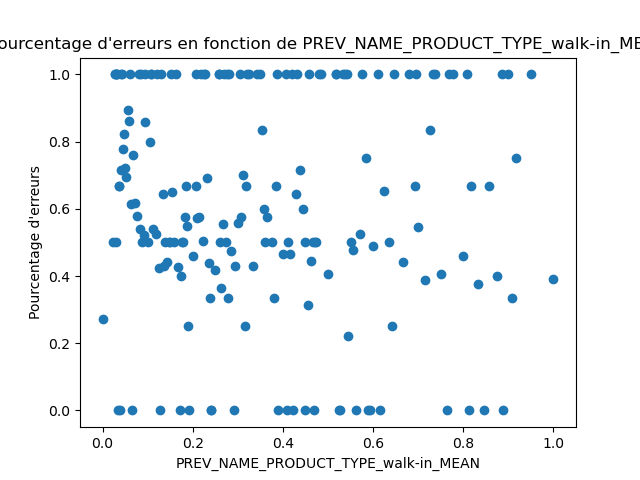 ourcentage d'erreurs en fonction de PREV_NAME_PRODUCT_TYPE_walk-in_ME
1.0
0.8
0.6
0.4
0.2
0.0
Pourcentage d'erreurs
0.0 0.2 0.4 0.6 0.8 1.0
PREV_NAME_PRODUCT_TYPE_walk-in_MEAN